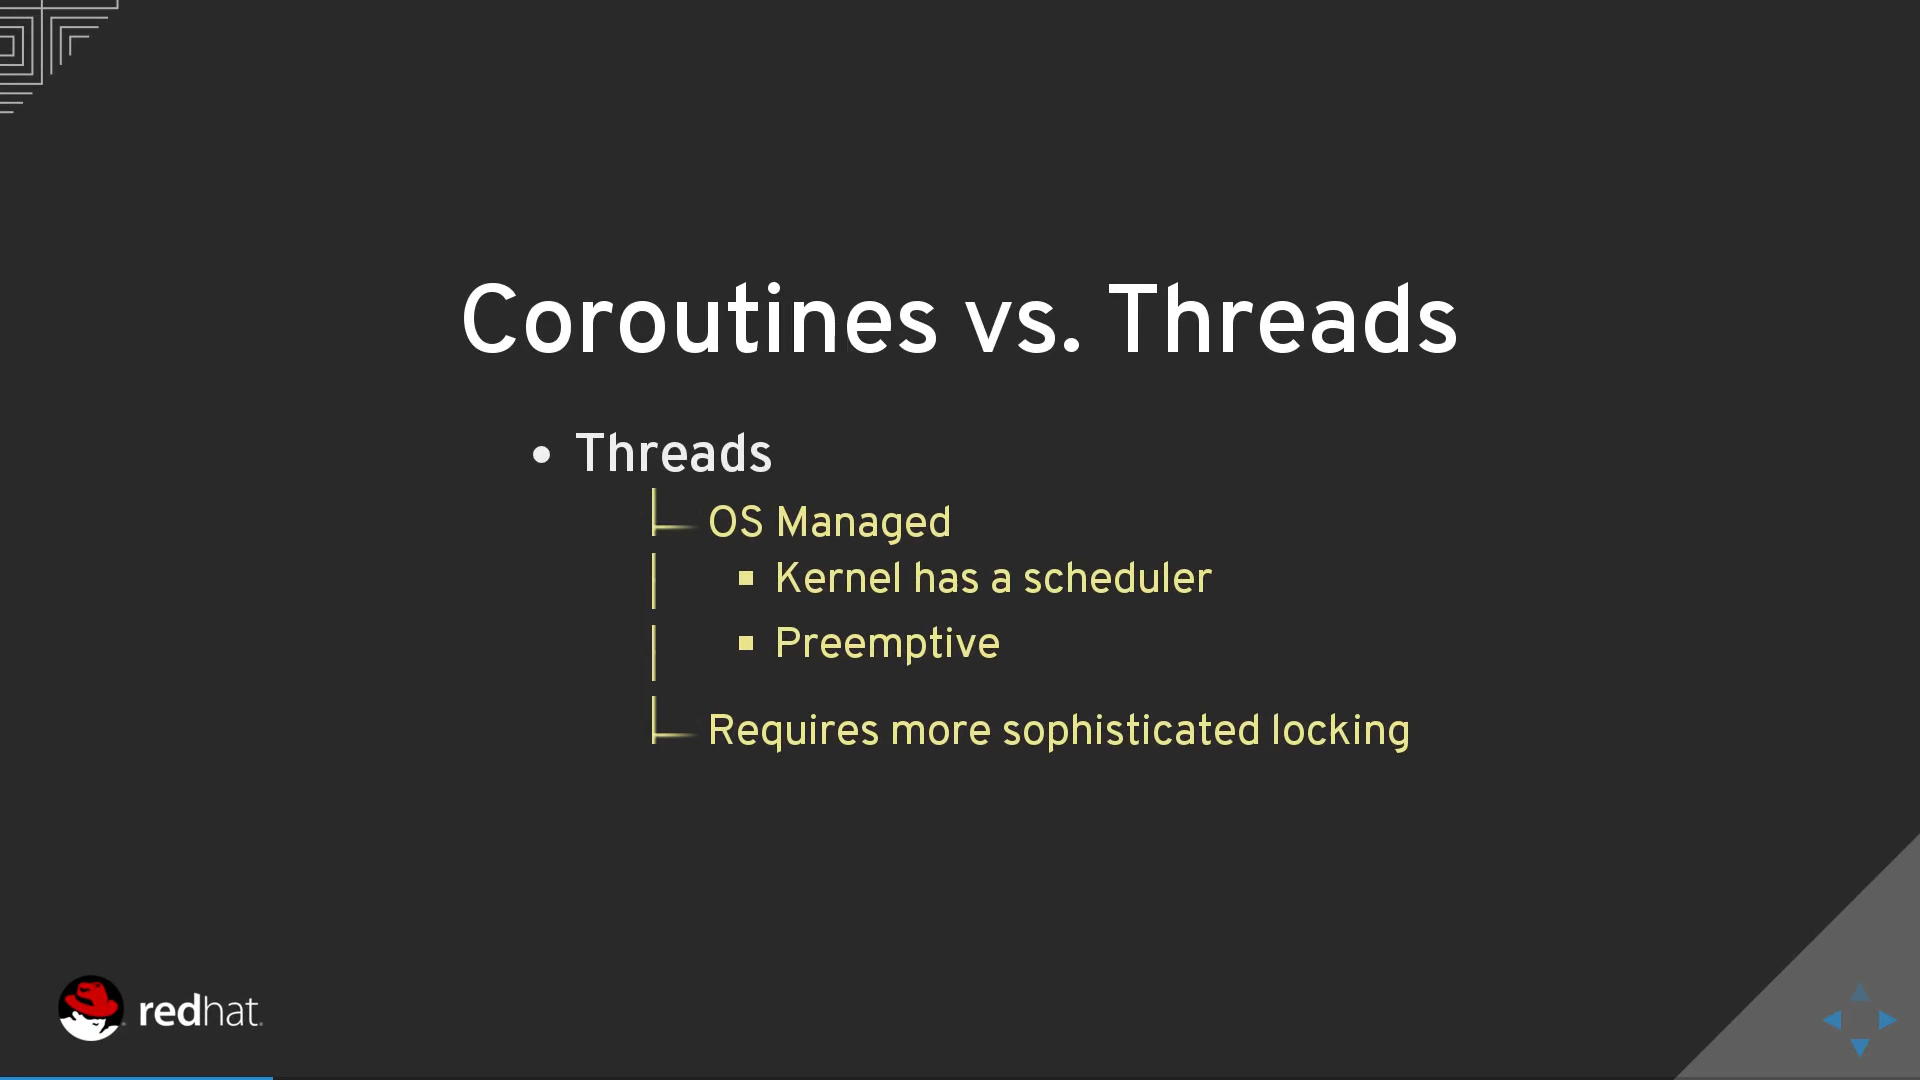 Coroutines vs. Threads
Threads
OS Managed
Kernel has a scheduler
Preemptive
Requires more sophisticated locking
redhat.